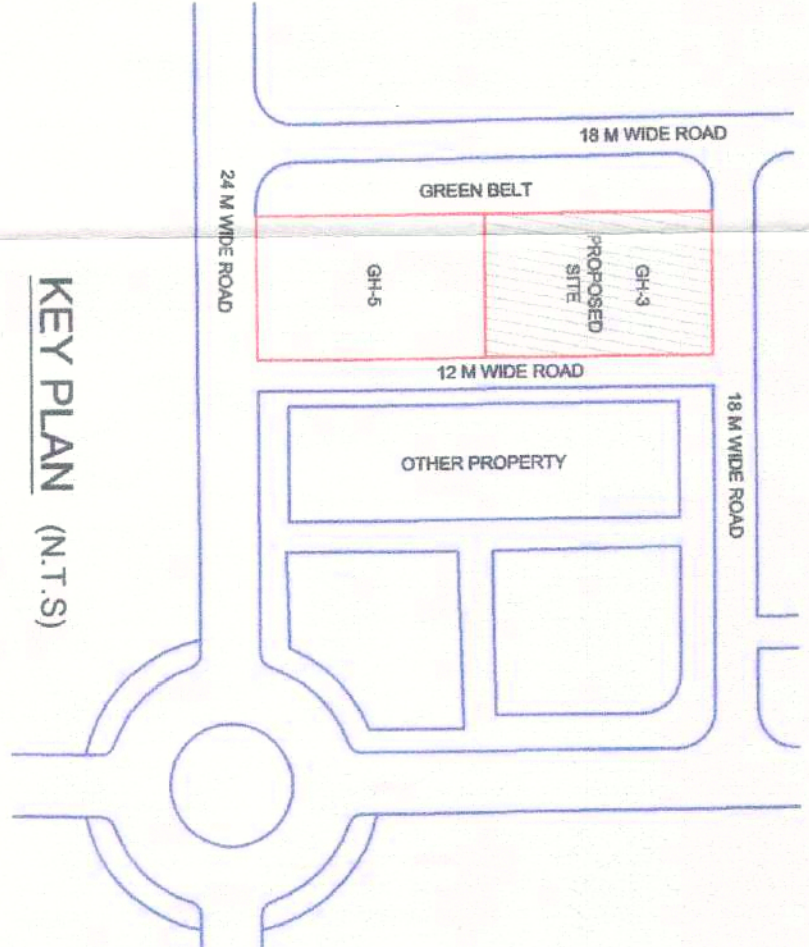 18 M WIDE ROAD
GREEN BELT
24 M WIDE ROAD
GH-5
GH-3
PROPOSED
SITE
12 M WIDE ROAD
18 M WIDE ROAD
OTHER PROPERTY
KEY PLAN (N.T.S)